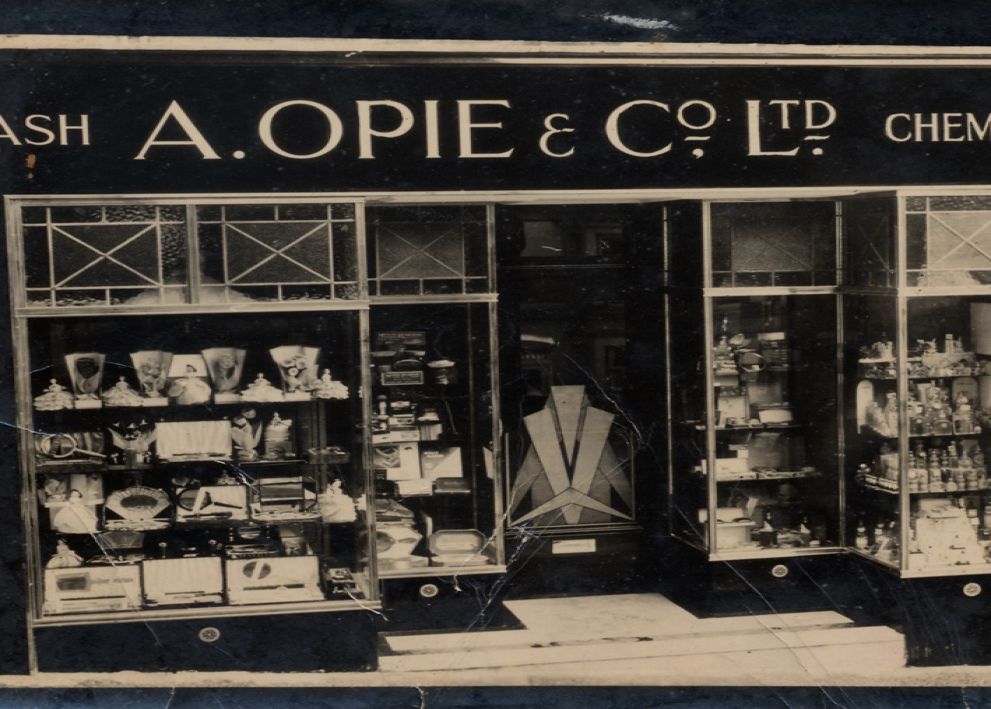 ASH A. OPIE & Co. LTD. CHEM